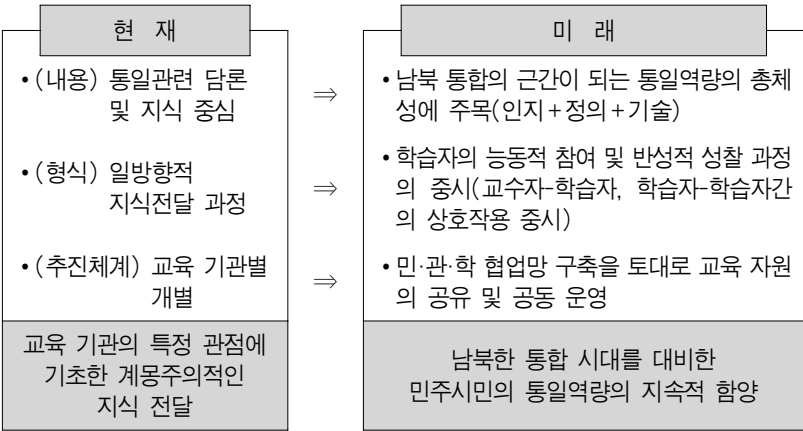 현 재
• (내용) 통일관련 담론
및 지식 중심
• (형식) 일방향적
지식전달 과정
• (추진체계) 교육 기관별
개별
교육 기관의 특정 관점에
기초한 계몽주의적인
지식 전달
⇒
⇒
⇒
미 래
• 남북 통합의 근간이 되는 통일역량의 총체
성에 주목(인지+정의+기술)
• 학습자의 능동적 참여 및 반성적 성찰 과정
의 중시(교수자-학습자, 학습자-학습자간
의 상호작용 중시)
• 민·관·학 협업망 구축을 토대로 교육 자원
의 공유 및 공동 운영
남북한 통합 시대를 대비한
민주시민의 통일역량의 지속적 함양